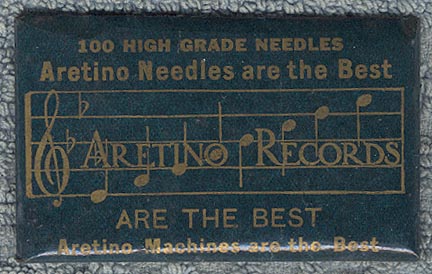 100 HIGH GRADE NEEDLES
Aretino Needles are the Best
ARETINO RECORDS
ARE THE BEST
Aretino Machines are the Best